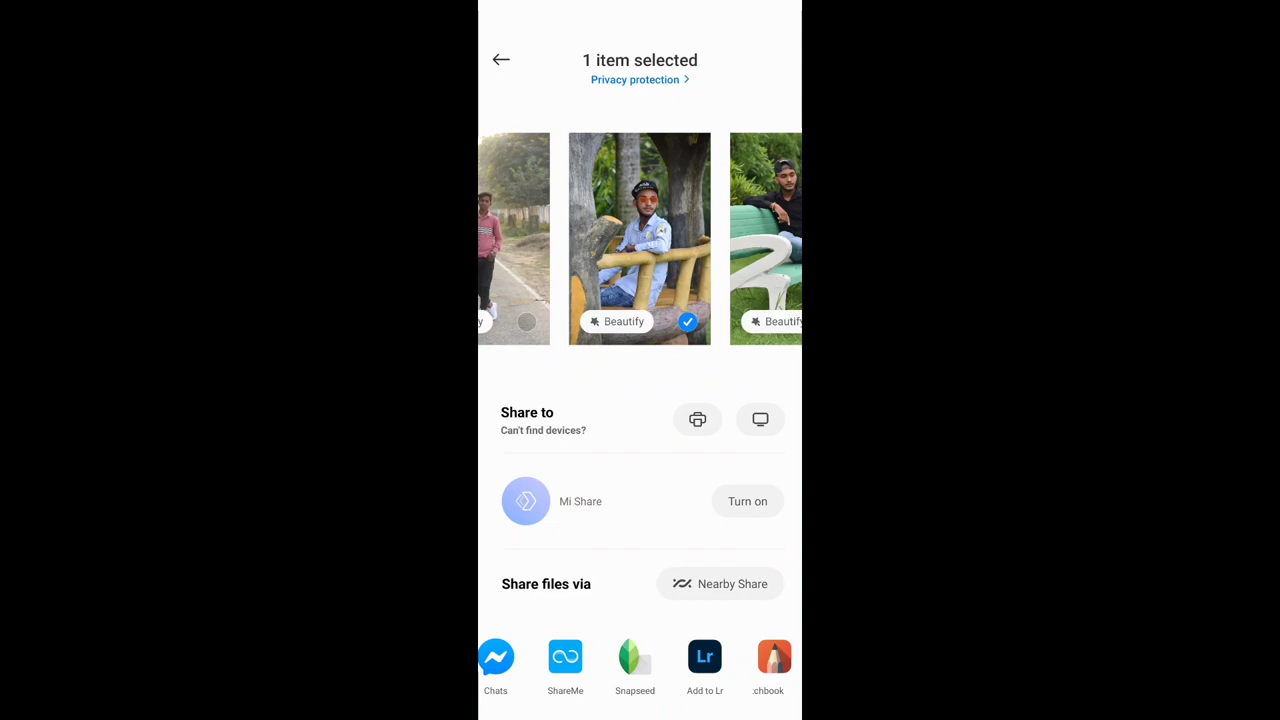 1 item selected
Privacy protection
y
Beautify
Beautify
Share to
Can't find devices?
Mi Share
Turn on
Share files via
Nearby Share
Lr
Chats
ShareMe
Snapseed
Add to Lr
:chbook